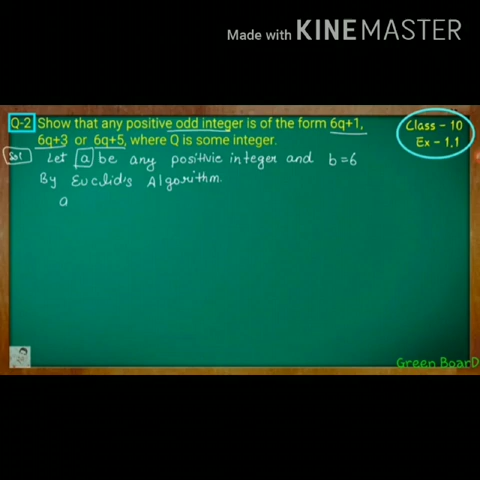 Made with KINEMASTER
Q-2 Show that any positive odd integer is of the form 6q+1,
6q+3 or 6q+5, where Q is some integer.
Class - 10
Ex - 1.1
Sol Let a be any positive integer and b=6
By Euclid's Algorithm.
a
Green BoarD